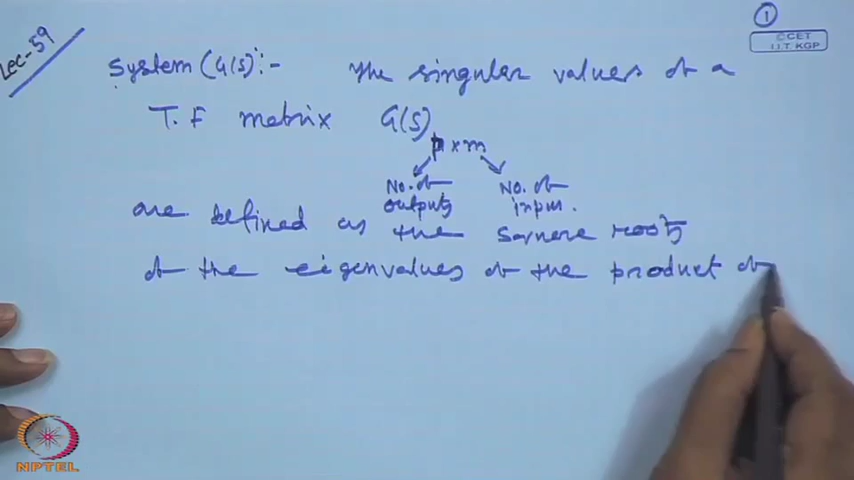 Lec-59
①
© CET
I.I.T. KGP
System (G(s)):- The singular values of a
T.F matrix G(s)
p x m
No. of outputs No. of input.
are defined as the square roots
of the eigenvalues of the product of
NPTEL